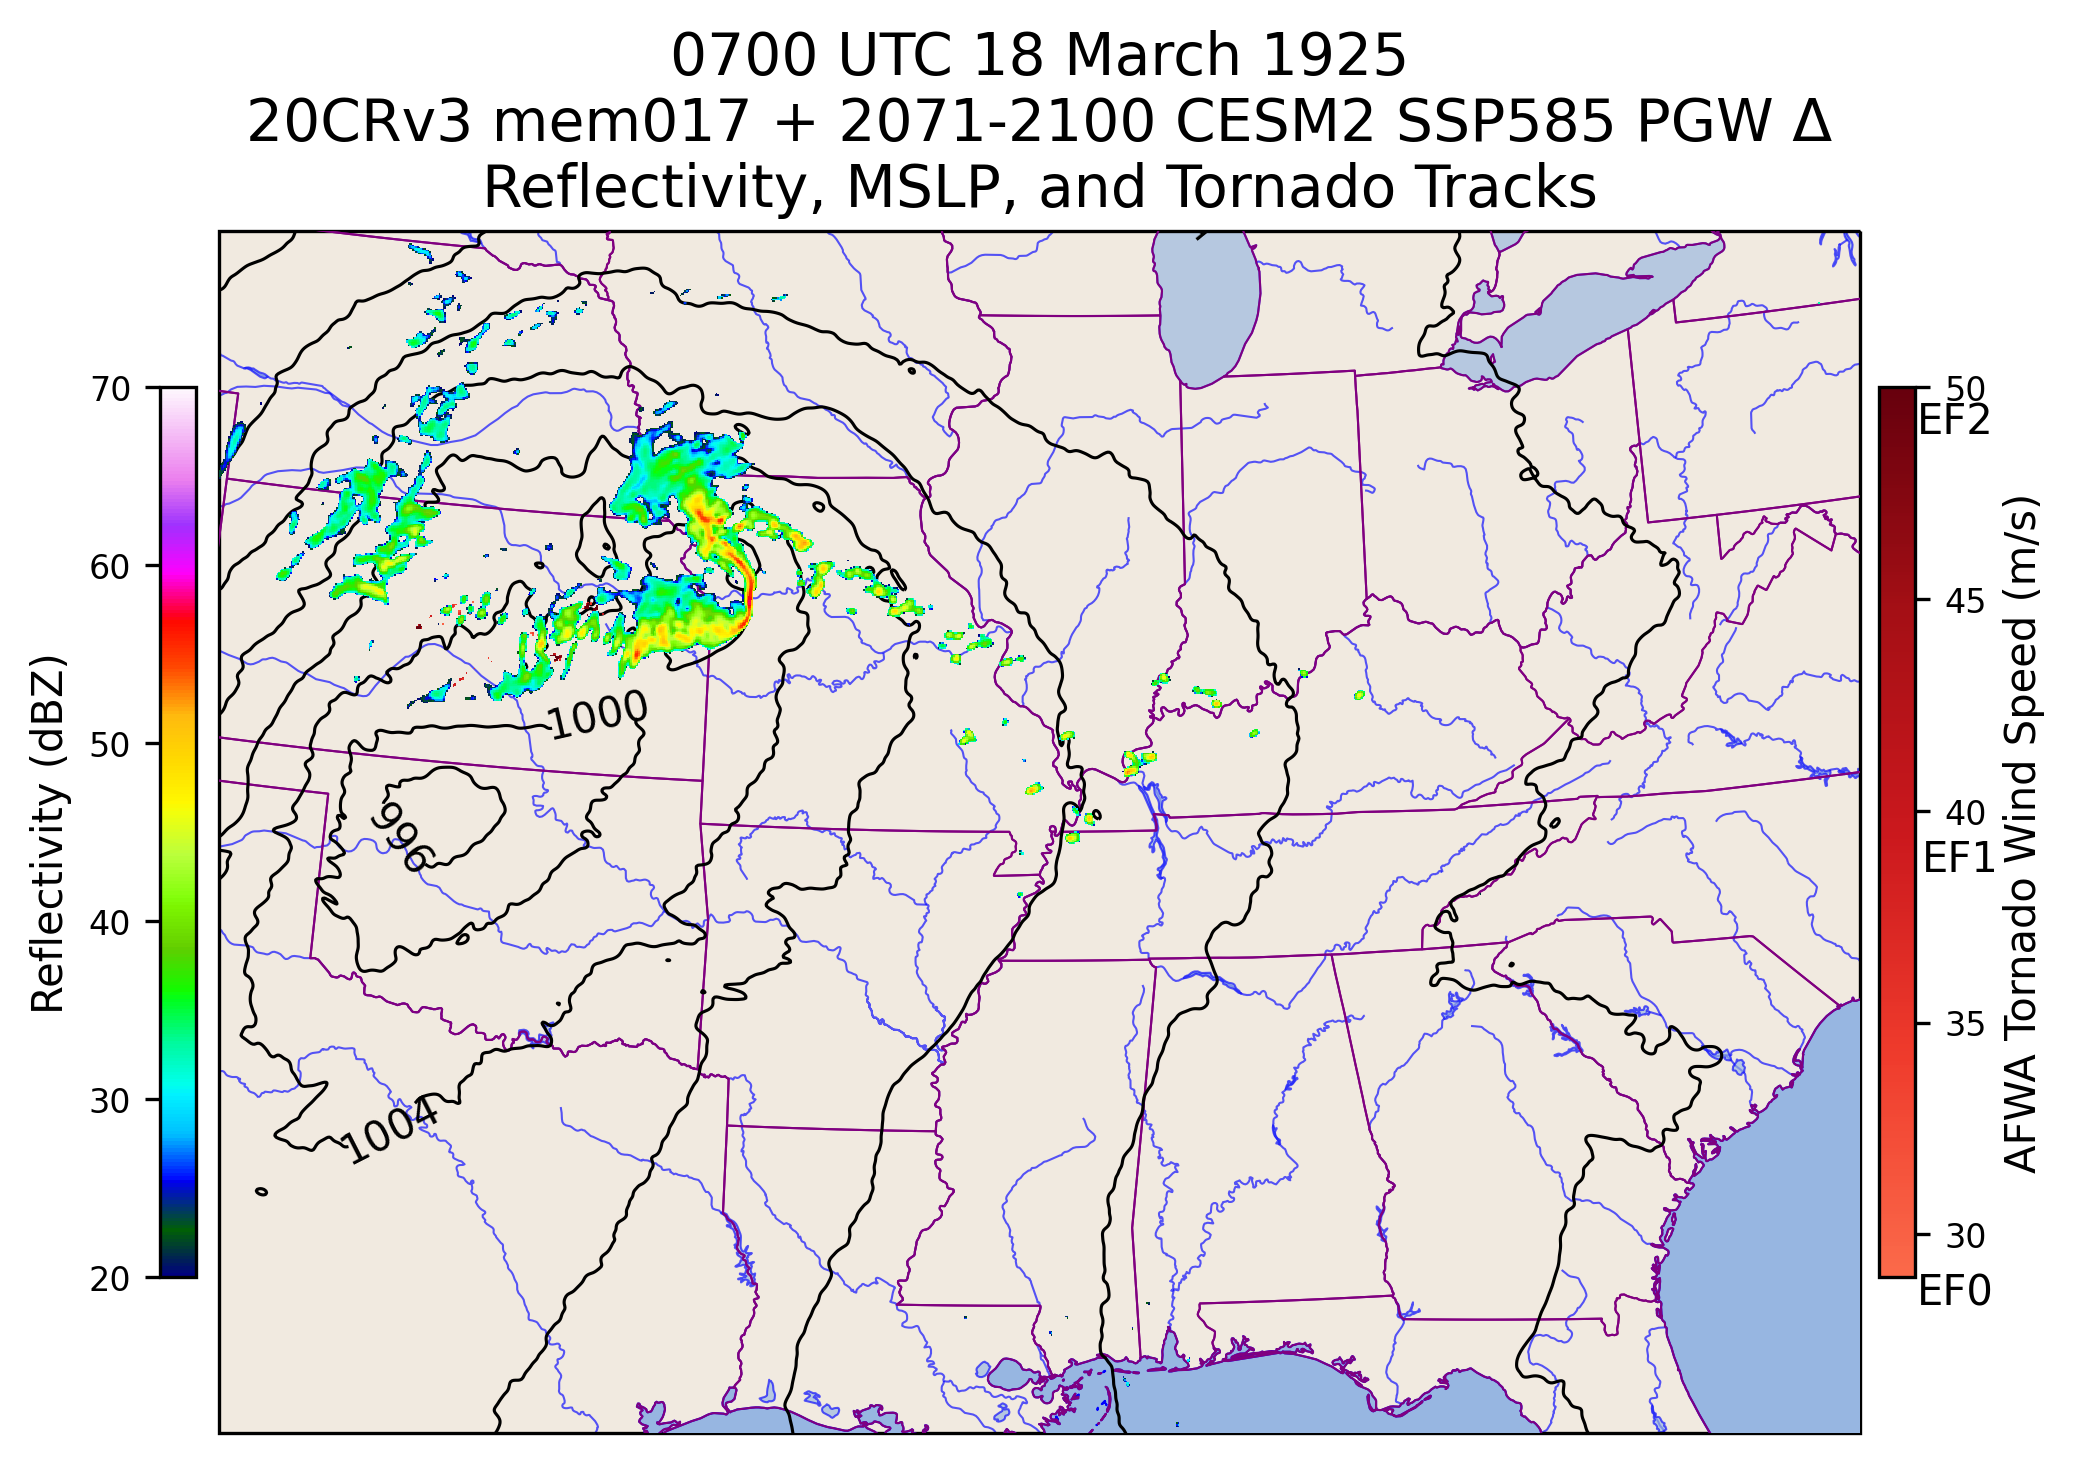 0700 UTC 18 March 1925
20CRv3 mem017 + 2071-2100 CESM2 SSP585 PGW Δ
Reflectivity, MSLP, and Tornado Tracks
70
60
50
40
30
20
Reflectivity (dBZ)
1000
996
1004
50
EF2
45
40
EF1
35
30
EF0
AFWA Tornado Wind Speed (m/s)